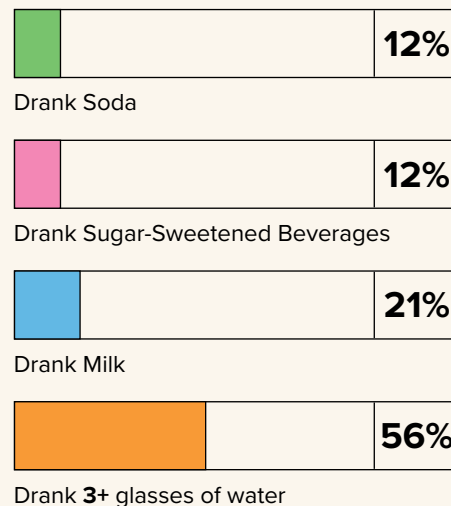 12%
Drank Soda
12%
Drank Sugar-Sweetened Beverages
21%
Drank Milk
56%
Drank 3+ glasses of water